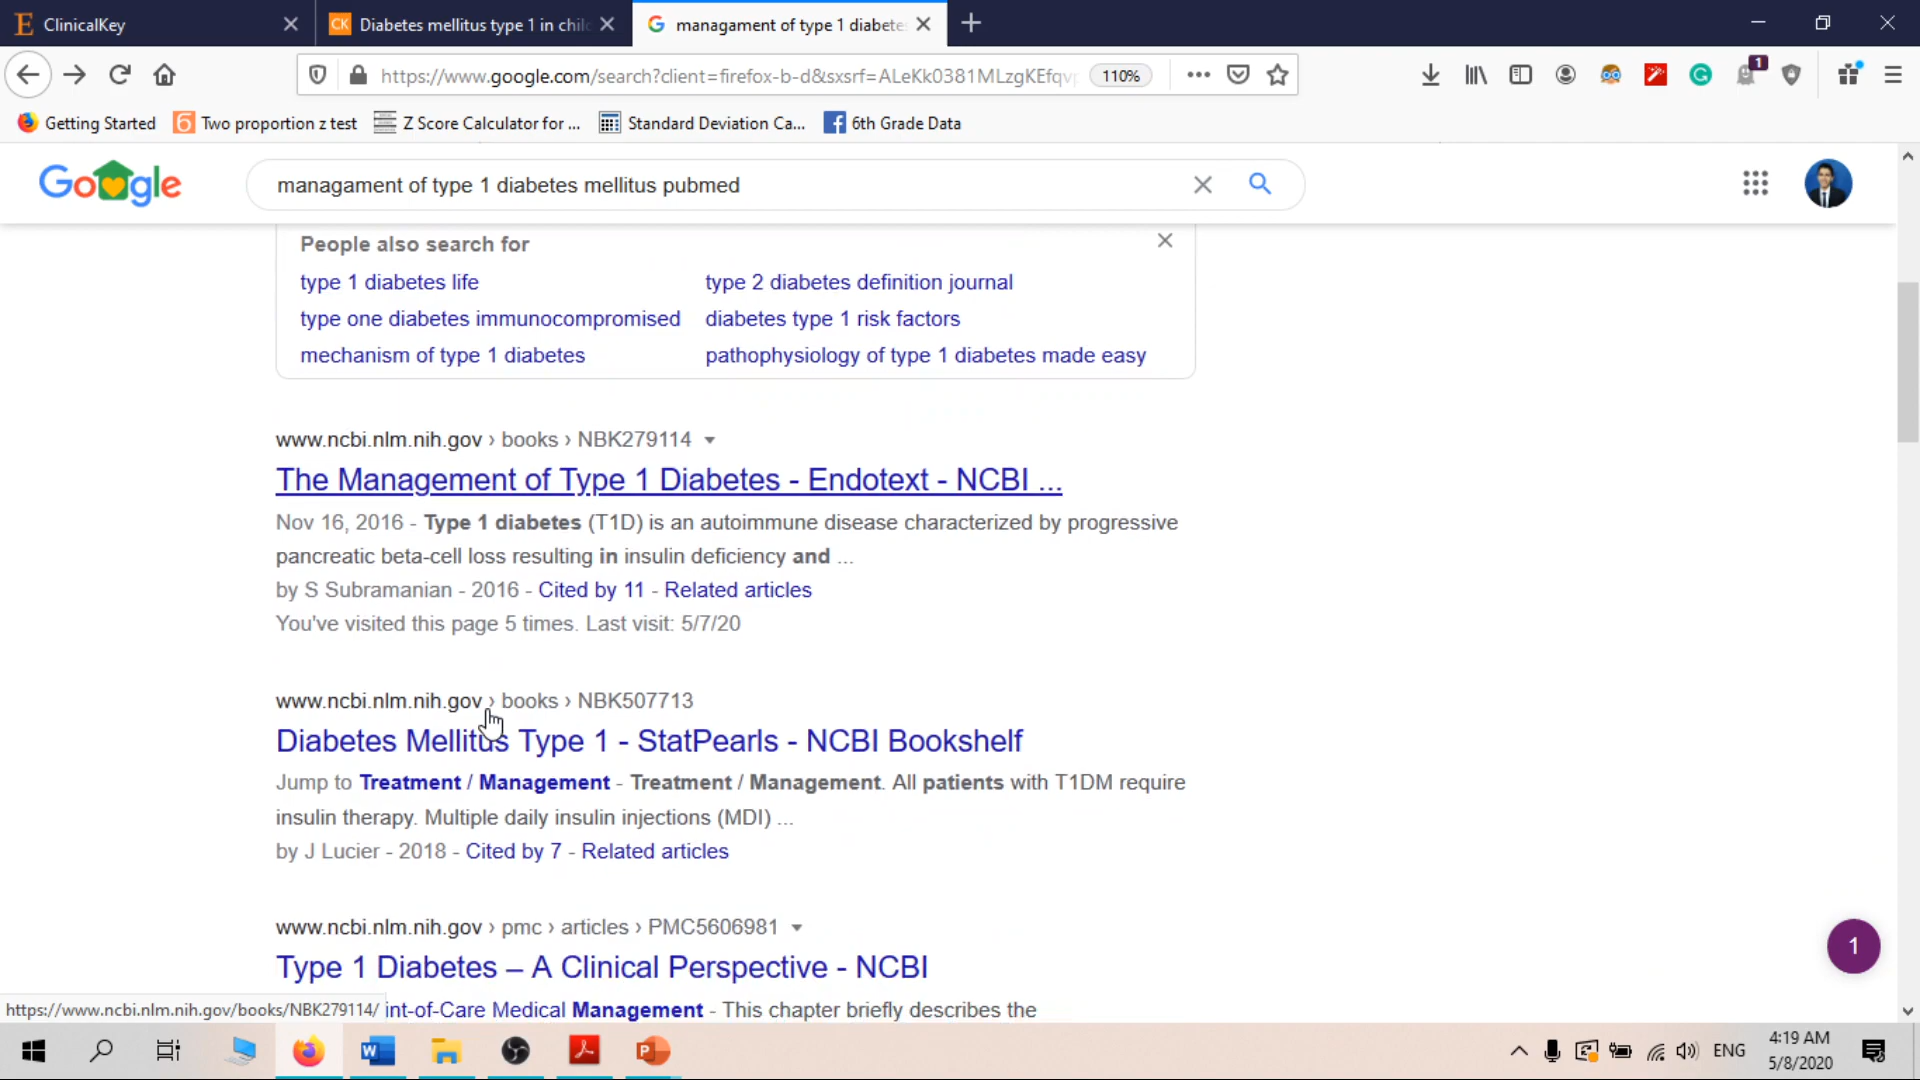 ClinicalKey
Diabetes mellitus type 1 in chil
managament of type 1 diabete
https://www.google.com/search?client=firefox-b-d&sxsrf=ALeKk0381MLzgKEfqv
110%
1
Getting Started
Two proportion z test
Z Score Calculator for ...
Standard Deviation Ca...
6th Grade Data
Google
managament of type 1 diabetes mellitus pubmed
People also search for
type 1 diabetes life
type 2 diabetes definition journal
type one diabetes immunocompromised
diabetes type 1 risk factors
mechanism of type 1 diabetes
pathophysiology of type 1 diabetes made easy
www.ncbi.nlm.nih.gov › books › NBK279114
The Management of Type 1 Diabetes - Endotext - NCBI ...
Nov 16, 2016 - Type 1 diabetes (T1D) is an autoimmune disease characterized by progressive
pancreatic beta-cell loss resulting in insulin deficiency and ...
by S Subramanian - 2016 - Cited by 11 - Related articles
You've visited this page 5 times. Last visit: 5/7/20
www.ncbi.nlm.nih.gov › books › NBK507713
Diabetes Mellitus Type 1 - StatPearls - NCBI Bookshelf
Jump to Treatment / Management - Treatment / Management. All patients with T1DM require
insulin therapy. Multiple daily insulin injections (MDI) ...
by J Lucier - 2018 - Cited by 7 - Related articles
www.ncbi.nlm.nih.gov › pmc › articles › PMC5606981
Type 1 Diabetes – A Clinical Perspective - NCBI
1
https://www.ncbi.nlm.nih.gov/books/NBK279114/
int-of-Care Medical Management - This chapter briefly describes the
ENG
4:19 AM
5/8/2020